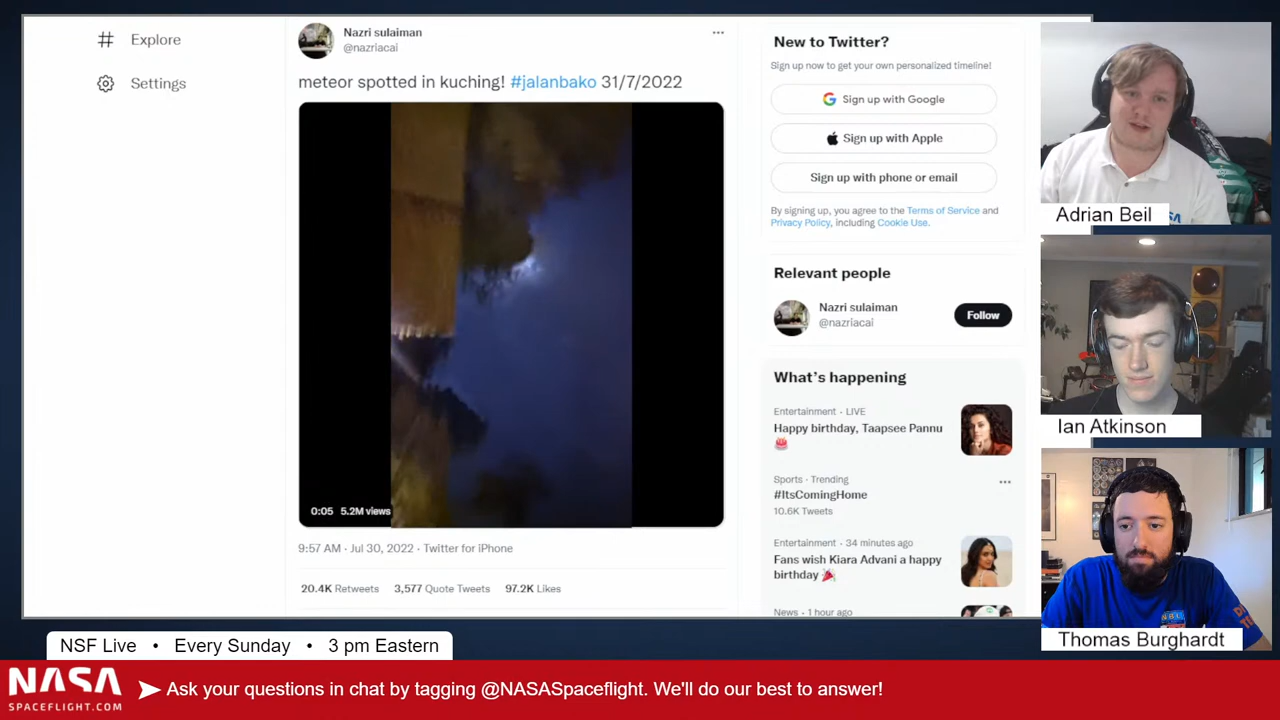 Explore
Settings
Nazri sulaiman
@nazriacai
meteor spotted in kuching! #jalanbako 31/7/2022
0:05 5.2M views
9:57 AM · Jul 30, 2022 · Twitter for iPhone
20.4K Retweets 3,577 Quote Tweets 97.2K Likes
New to Twitter?
Sign up now to get your own personalized timeline!
Sign up with Google
Sign up with Apple
Sign up with phone or email
By signing up, you agree to the Terms of Service and
Privacy Policy, including Cookie Use.
Relevant people
Nazri sulaiman
@nazriacai
Follow
What's happening
Entertainment · LIVE
Happy birthday, Taapsee Pannu
Sports · Trending
#ItsComingHome
10.6K Tweets
Entertainment · 34 minutes ago
Fans wish Kiara Advani a happy
birthday
News · 1 hour ago
Adrian Beil
Ian Atkinson
Thomas Burghardt
NSF Live • Every Sunday • 3 pm Eastern
NASA
SPACEFLIGHT.COM
Ask your questions in chat by tagging @NASASpaceflight. We'll do our best to answer!